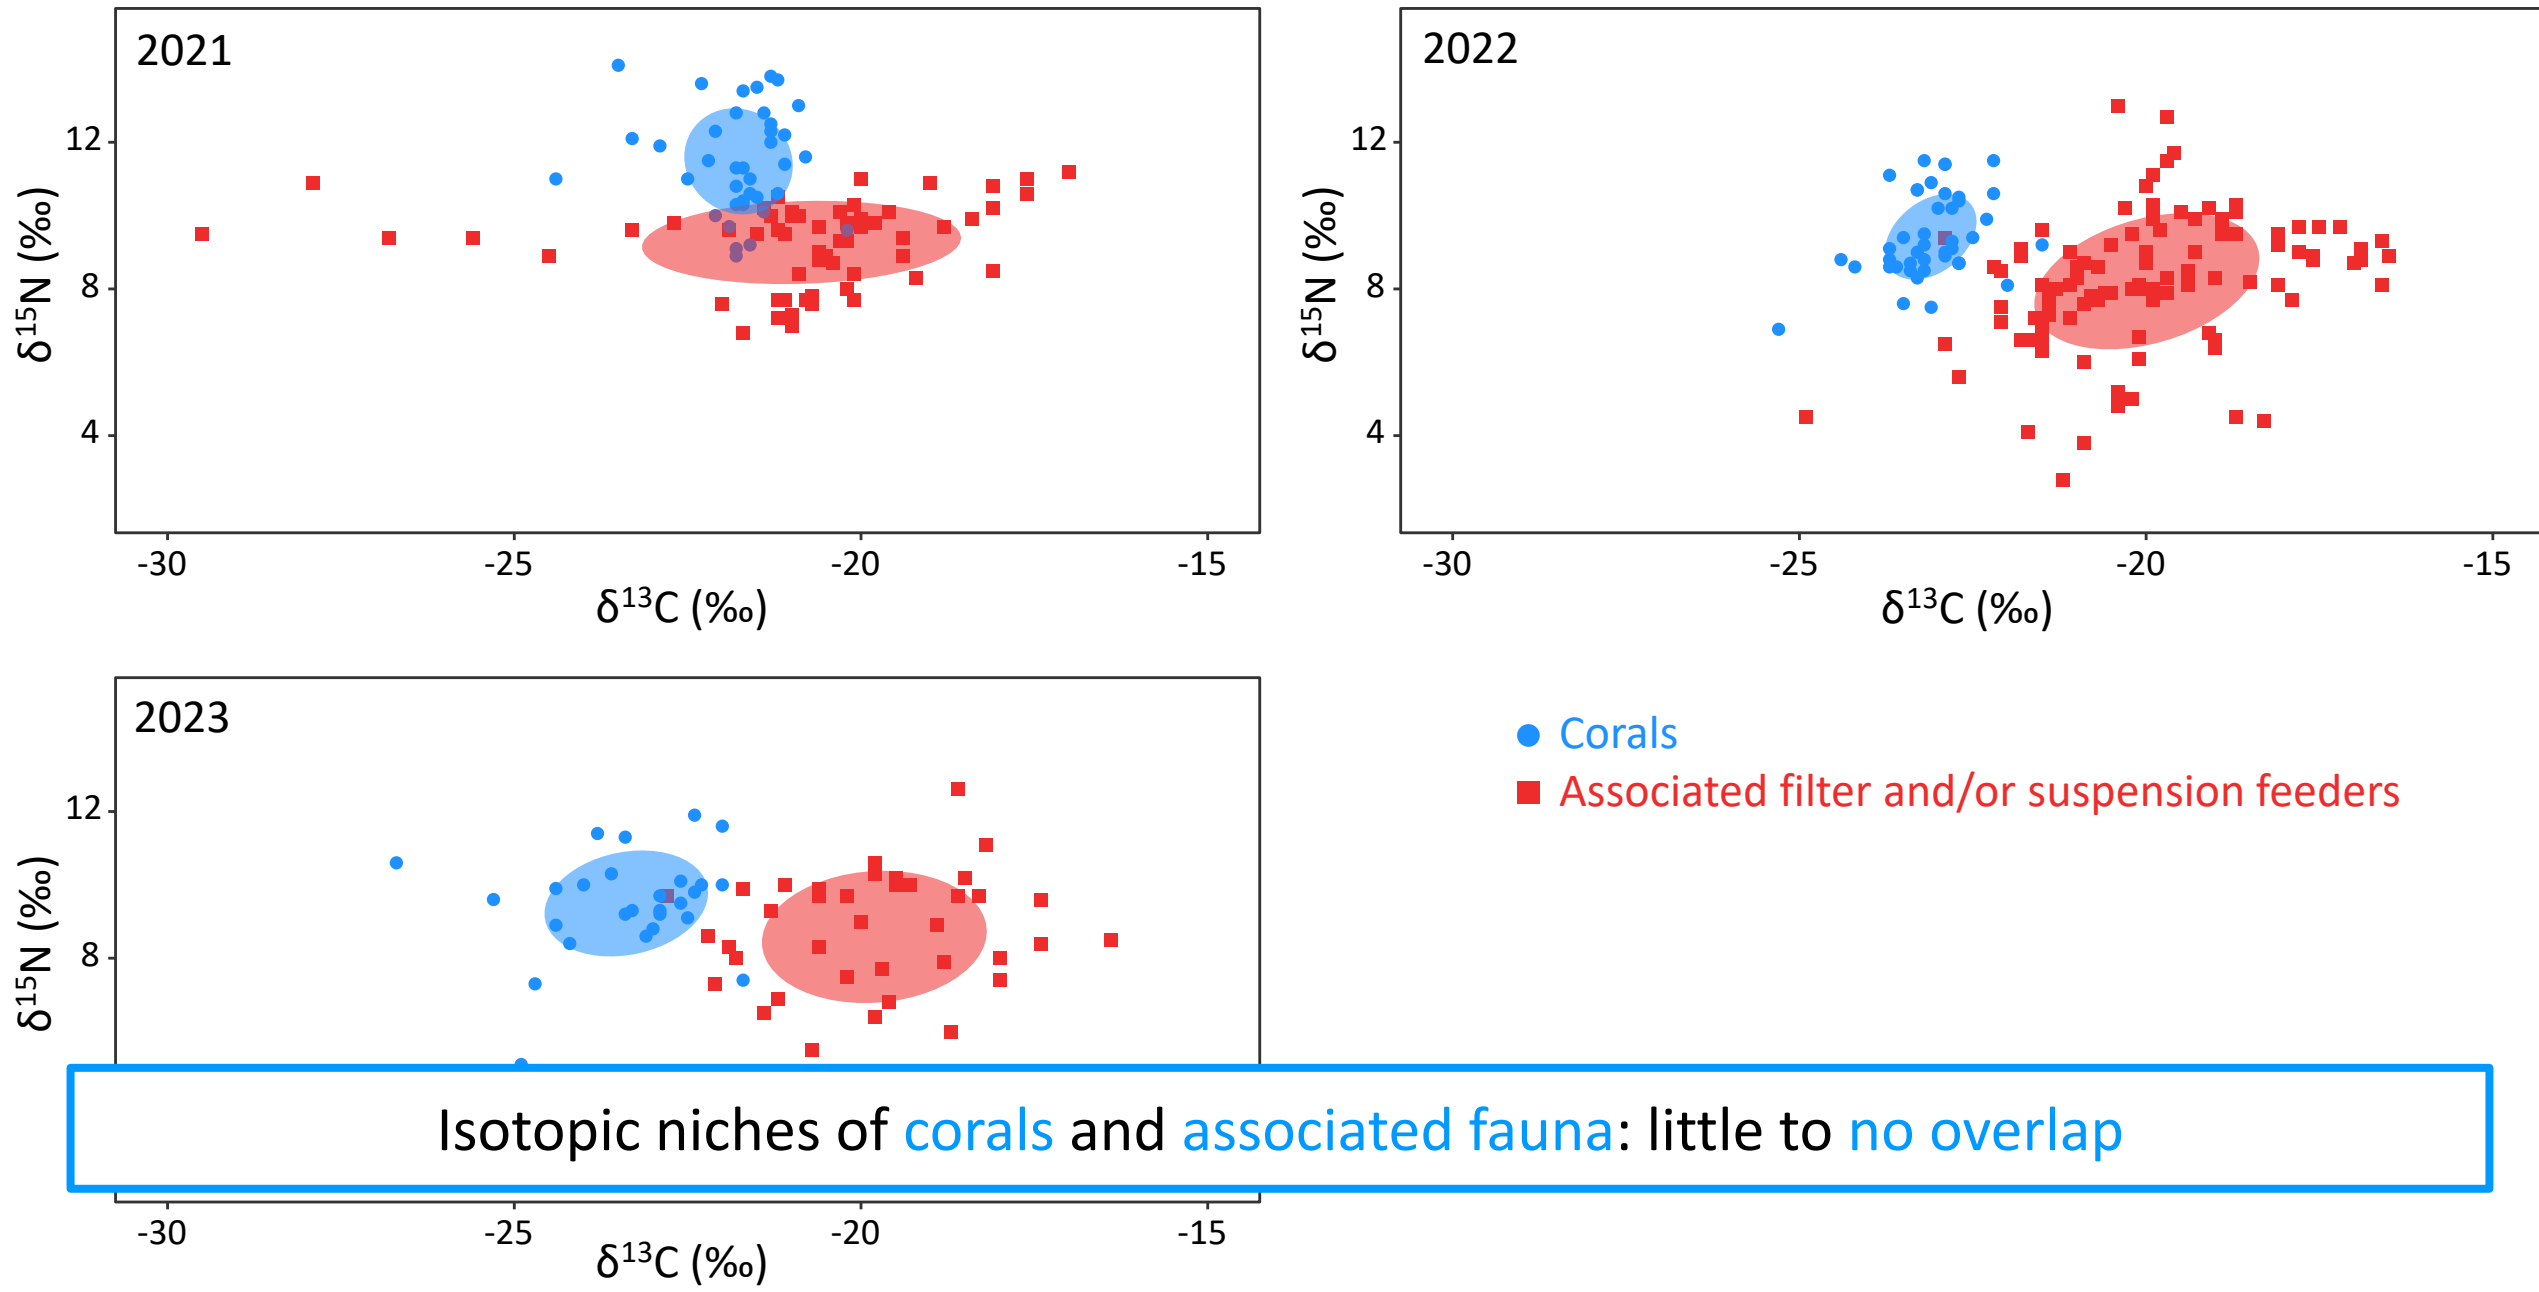 2021
12
8
4
δ¹⁵N (‰)
-30 -25 -20 -15
δ¹³C (‰)
2022
12
8
4
δ¹⁵N (‰)
-30 -25 -20 -15
δ¹³C (‰)
2023
12
8
δ¹⁵N (‰)
Corals
Associated filter and/or suspension feeders
Isotopic niches of corals and associated fauna: little to no overlap
-30 -25 -20 -15
δ¹³C (‰)